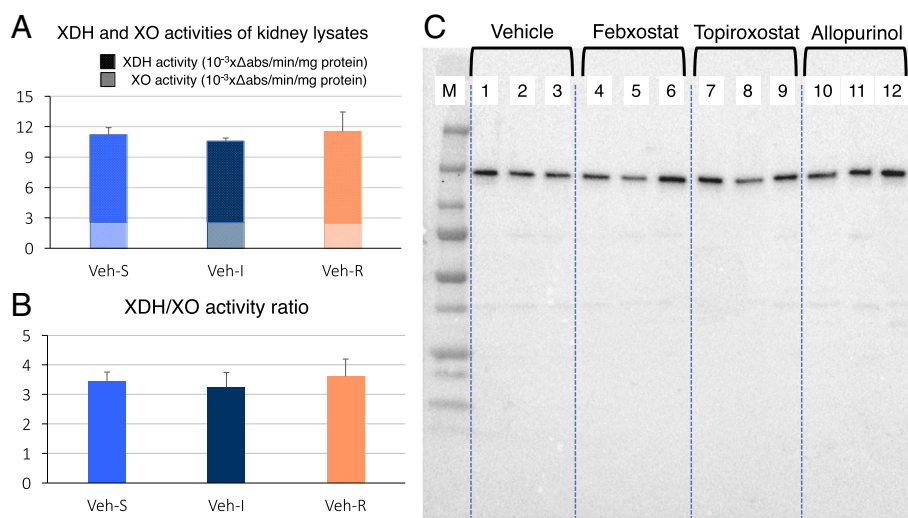 A
XDH and XO activities of kidney lysates
XDH activity (10⁻³xΔabs/min/mg protein)
XO activity (10⁻³xΔabs/min/mg protein)
15
12
9
6
3
0
Veh-S Veh-I Veh-R
B
XDH/XO activity ratio
5
4
3
2
1
0
Veh-S Veh-I Veh-R
C
Vehicle Febxostat Topiroxostat Allopurinol
M 1 2 3 4 5 6 7 8 9 10 11 12